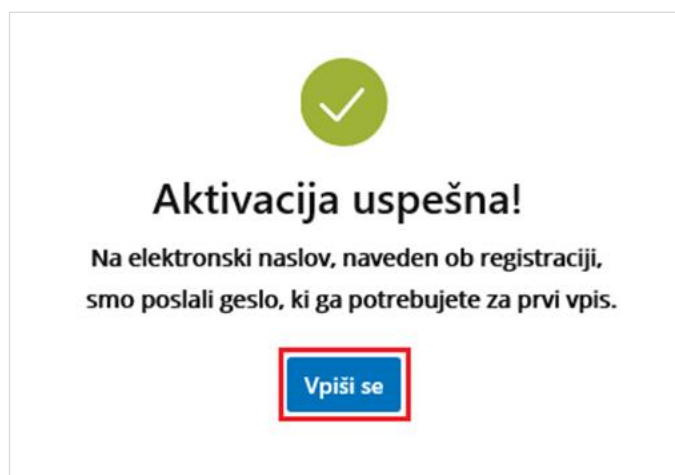 Aktivacija uspešna!
Na elektronski naslov, naveden ob registraciji,
smo poslali geslo, ki ga potrebujete za prvi vpis.
Vpiši se